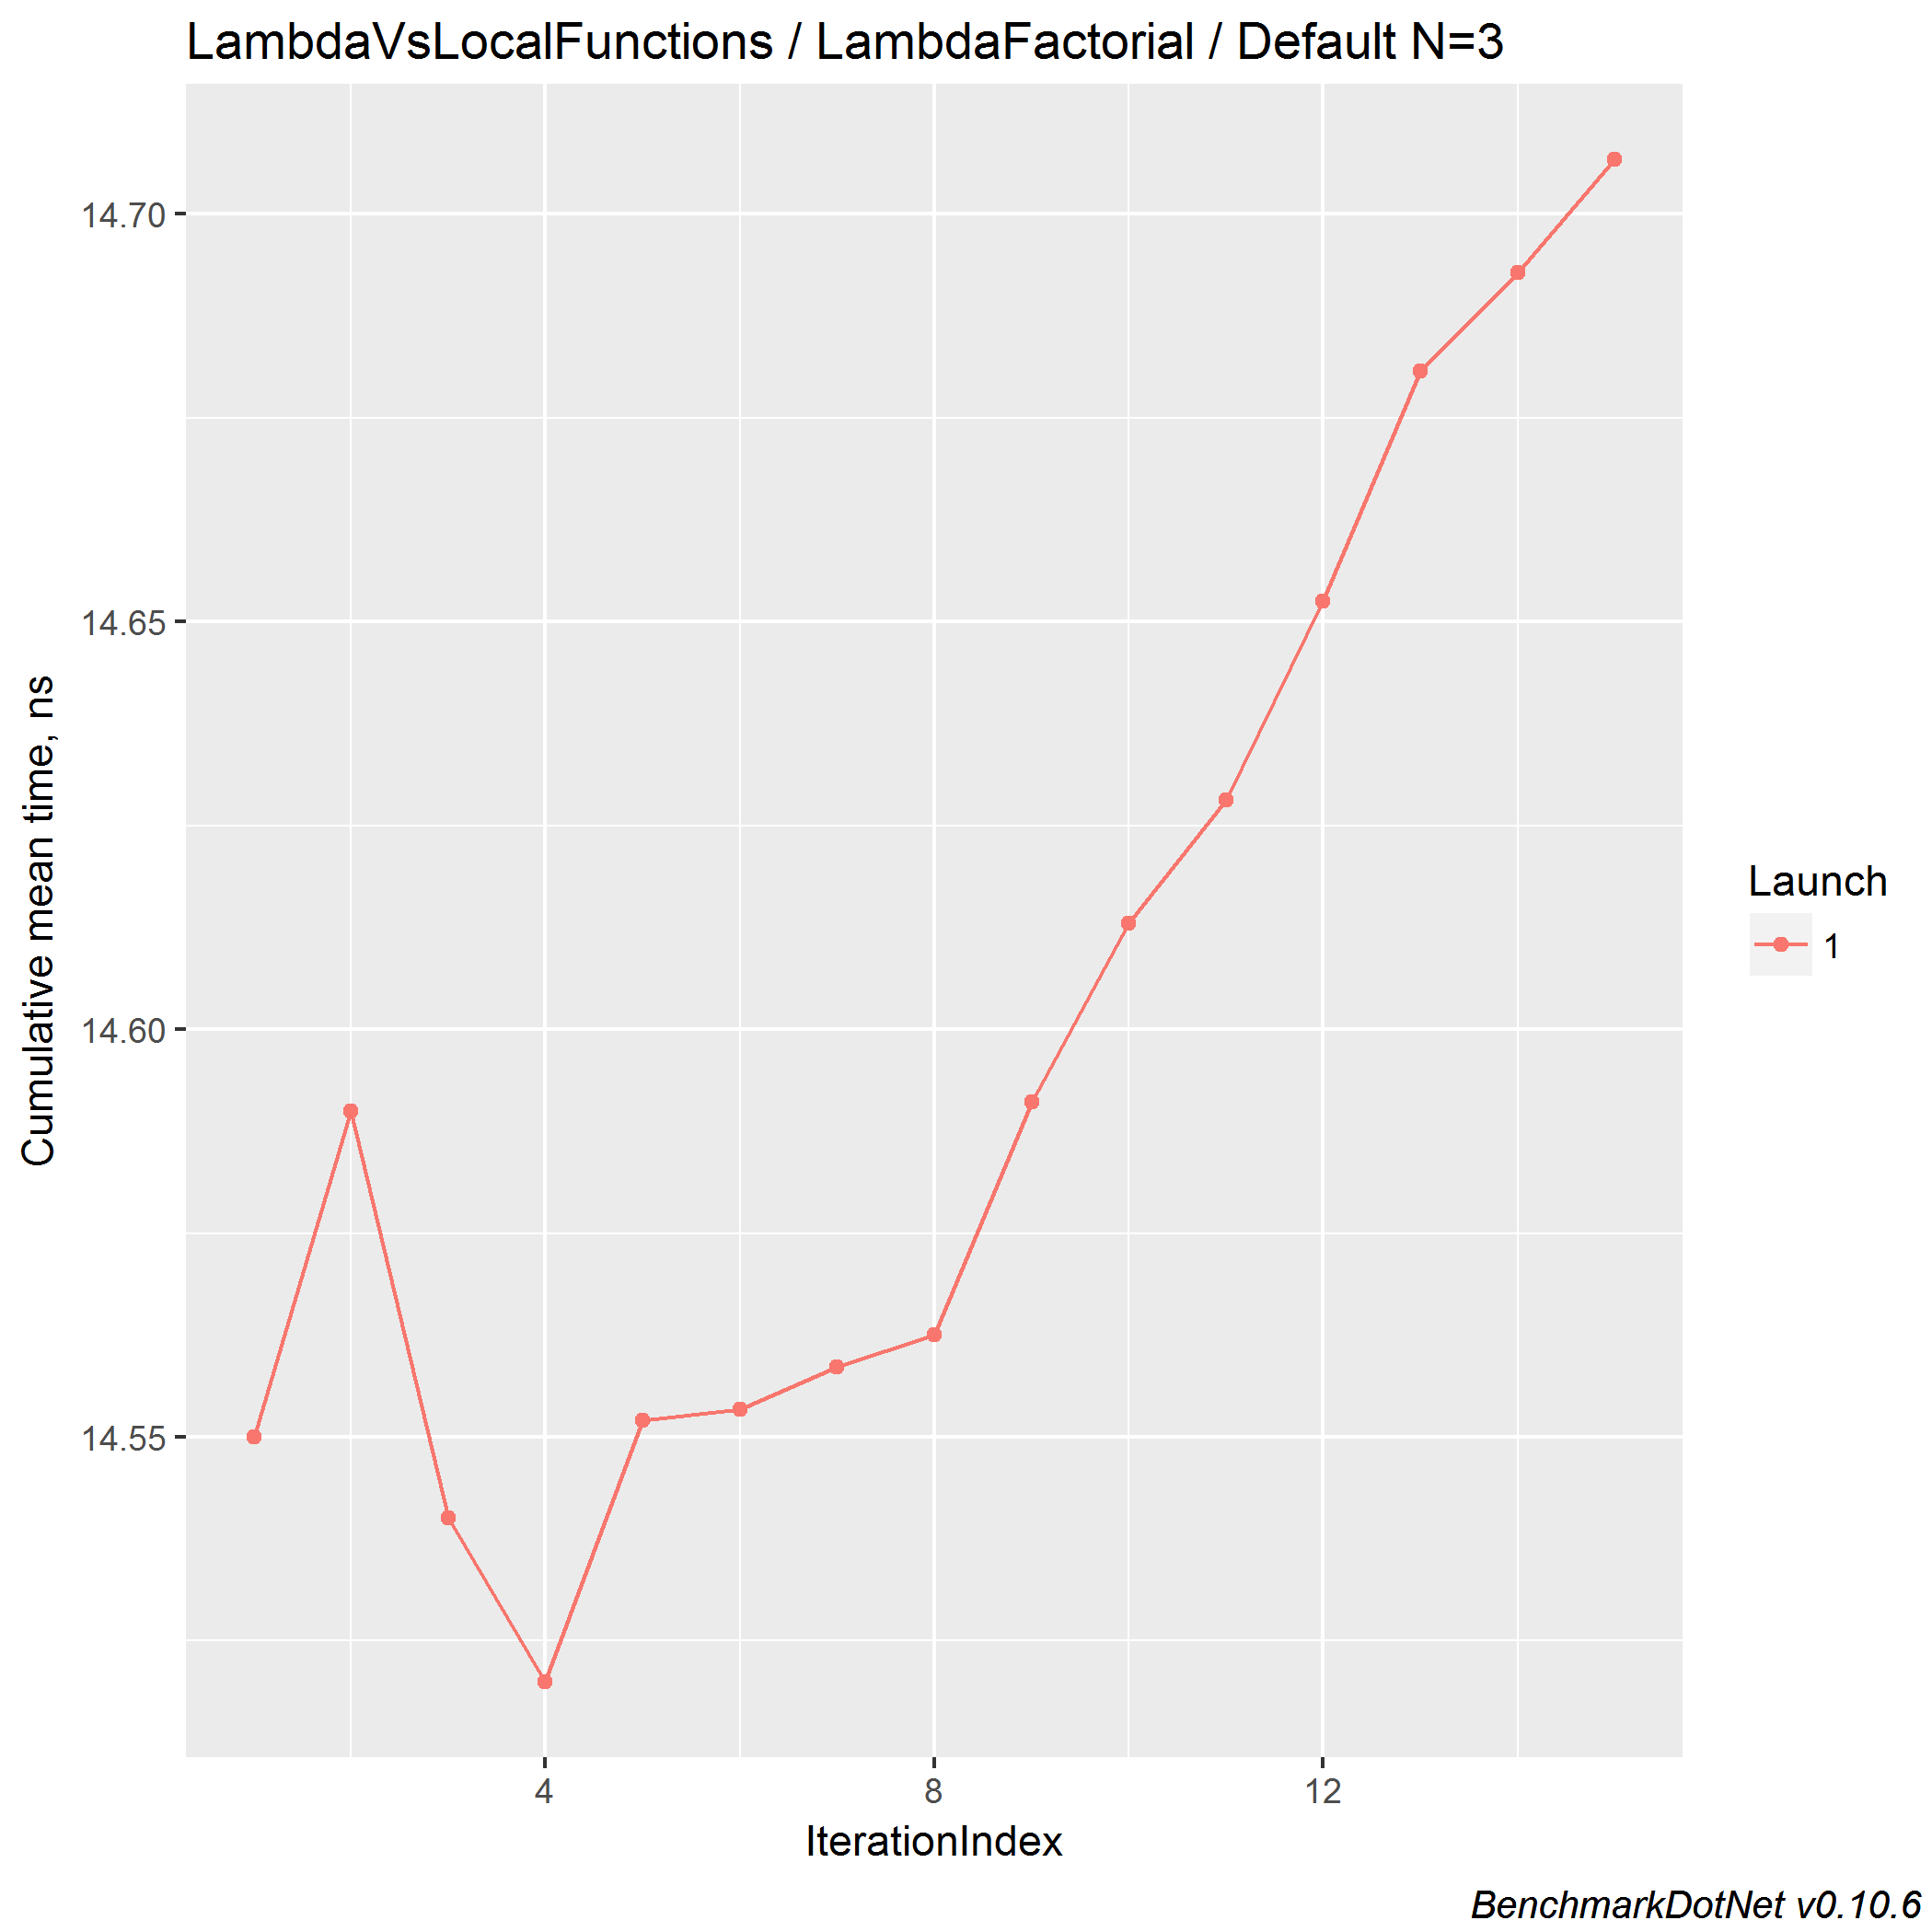 LambdaVsLocalFunctions / LambdaFactorial / Default N=3
14.70
14.65
14.60
14.55
Cumulative mean time, ns
4
8
12
IterationIndex
Launch
1
BenchmarkDotNet v0.10.6